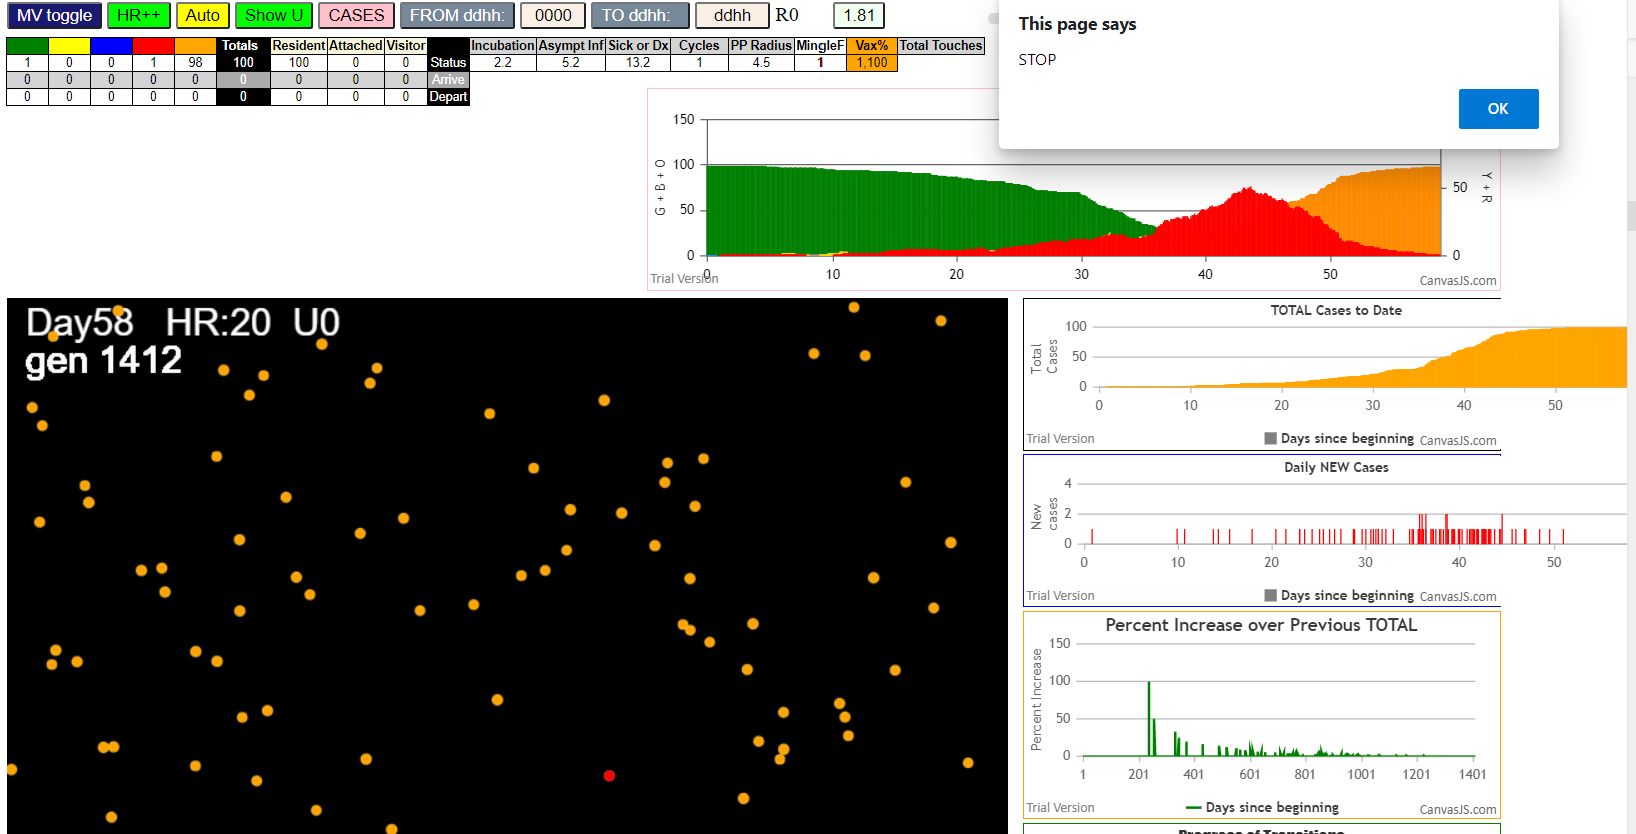 MV toggle HR++ Auto Show U CASES FROM ddhh: 0000 TO ddhh: ddhh R0 1.81
This page says
STOP
OK
Totals Resident Attached Visitor Incubation Asympt Inf Sick or Dx Cycles PP Radius MingleF Vax% Total Touches
1 0 0 1 98 100 100 0 0 Status 2.2 5.2 13.2 1 4.5 1 1,100
0 0 0 0 0 0 0 0 0 Arrive
0 0 0 0 0 0 0 0 0 Depart
150
100
50
0
G + B + O
50
0
Y + R
0 10 20 30 40 50
Trial Version
CanvasJS.com
Day58 HR:20 U0
gen 1412
TOTAL Cases to Date
Total
Cases
100
50
0
0 10 20 30 40 50
Days since beginning
Trial Version
CanvasJS.com
Daily NEW Cases
New
cases
4
2
0
0 10 20 30 40 50
Days since beginning
Trial Version
CanvasJS.com
Percent Increase over Previous TOTAL
Percent Increase
150
100
50
0
1 201 401 601 801 1001 1201 1401
Days since beginning
Trial Version
CanvasJS.com
Progress of Transitions